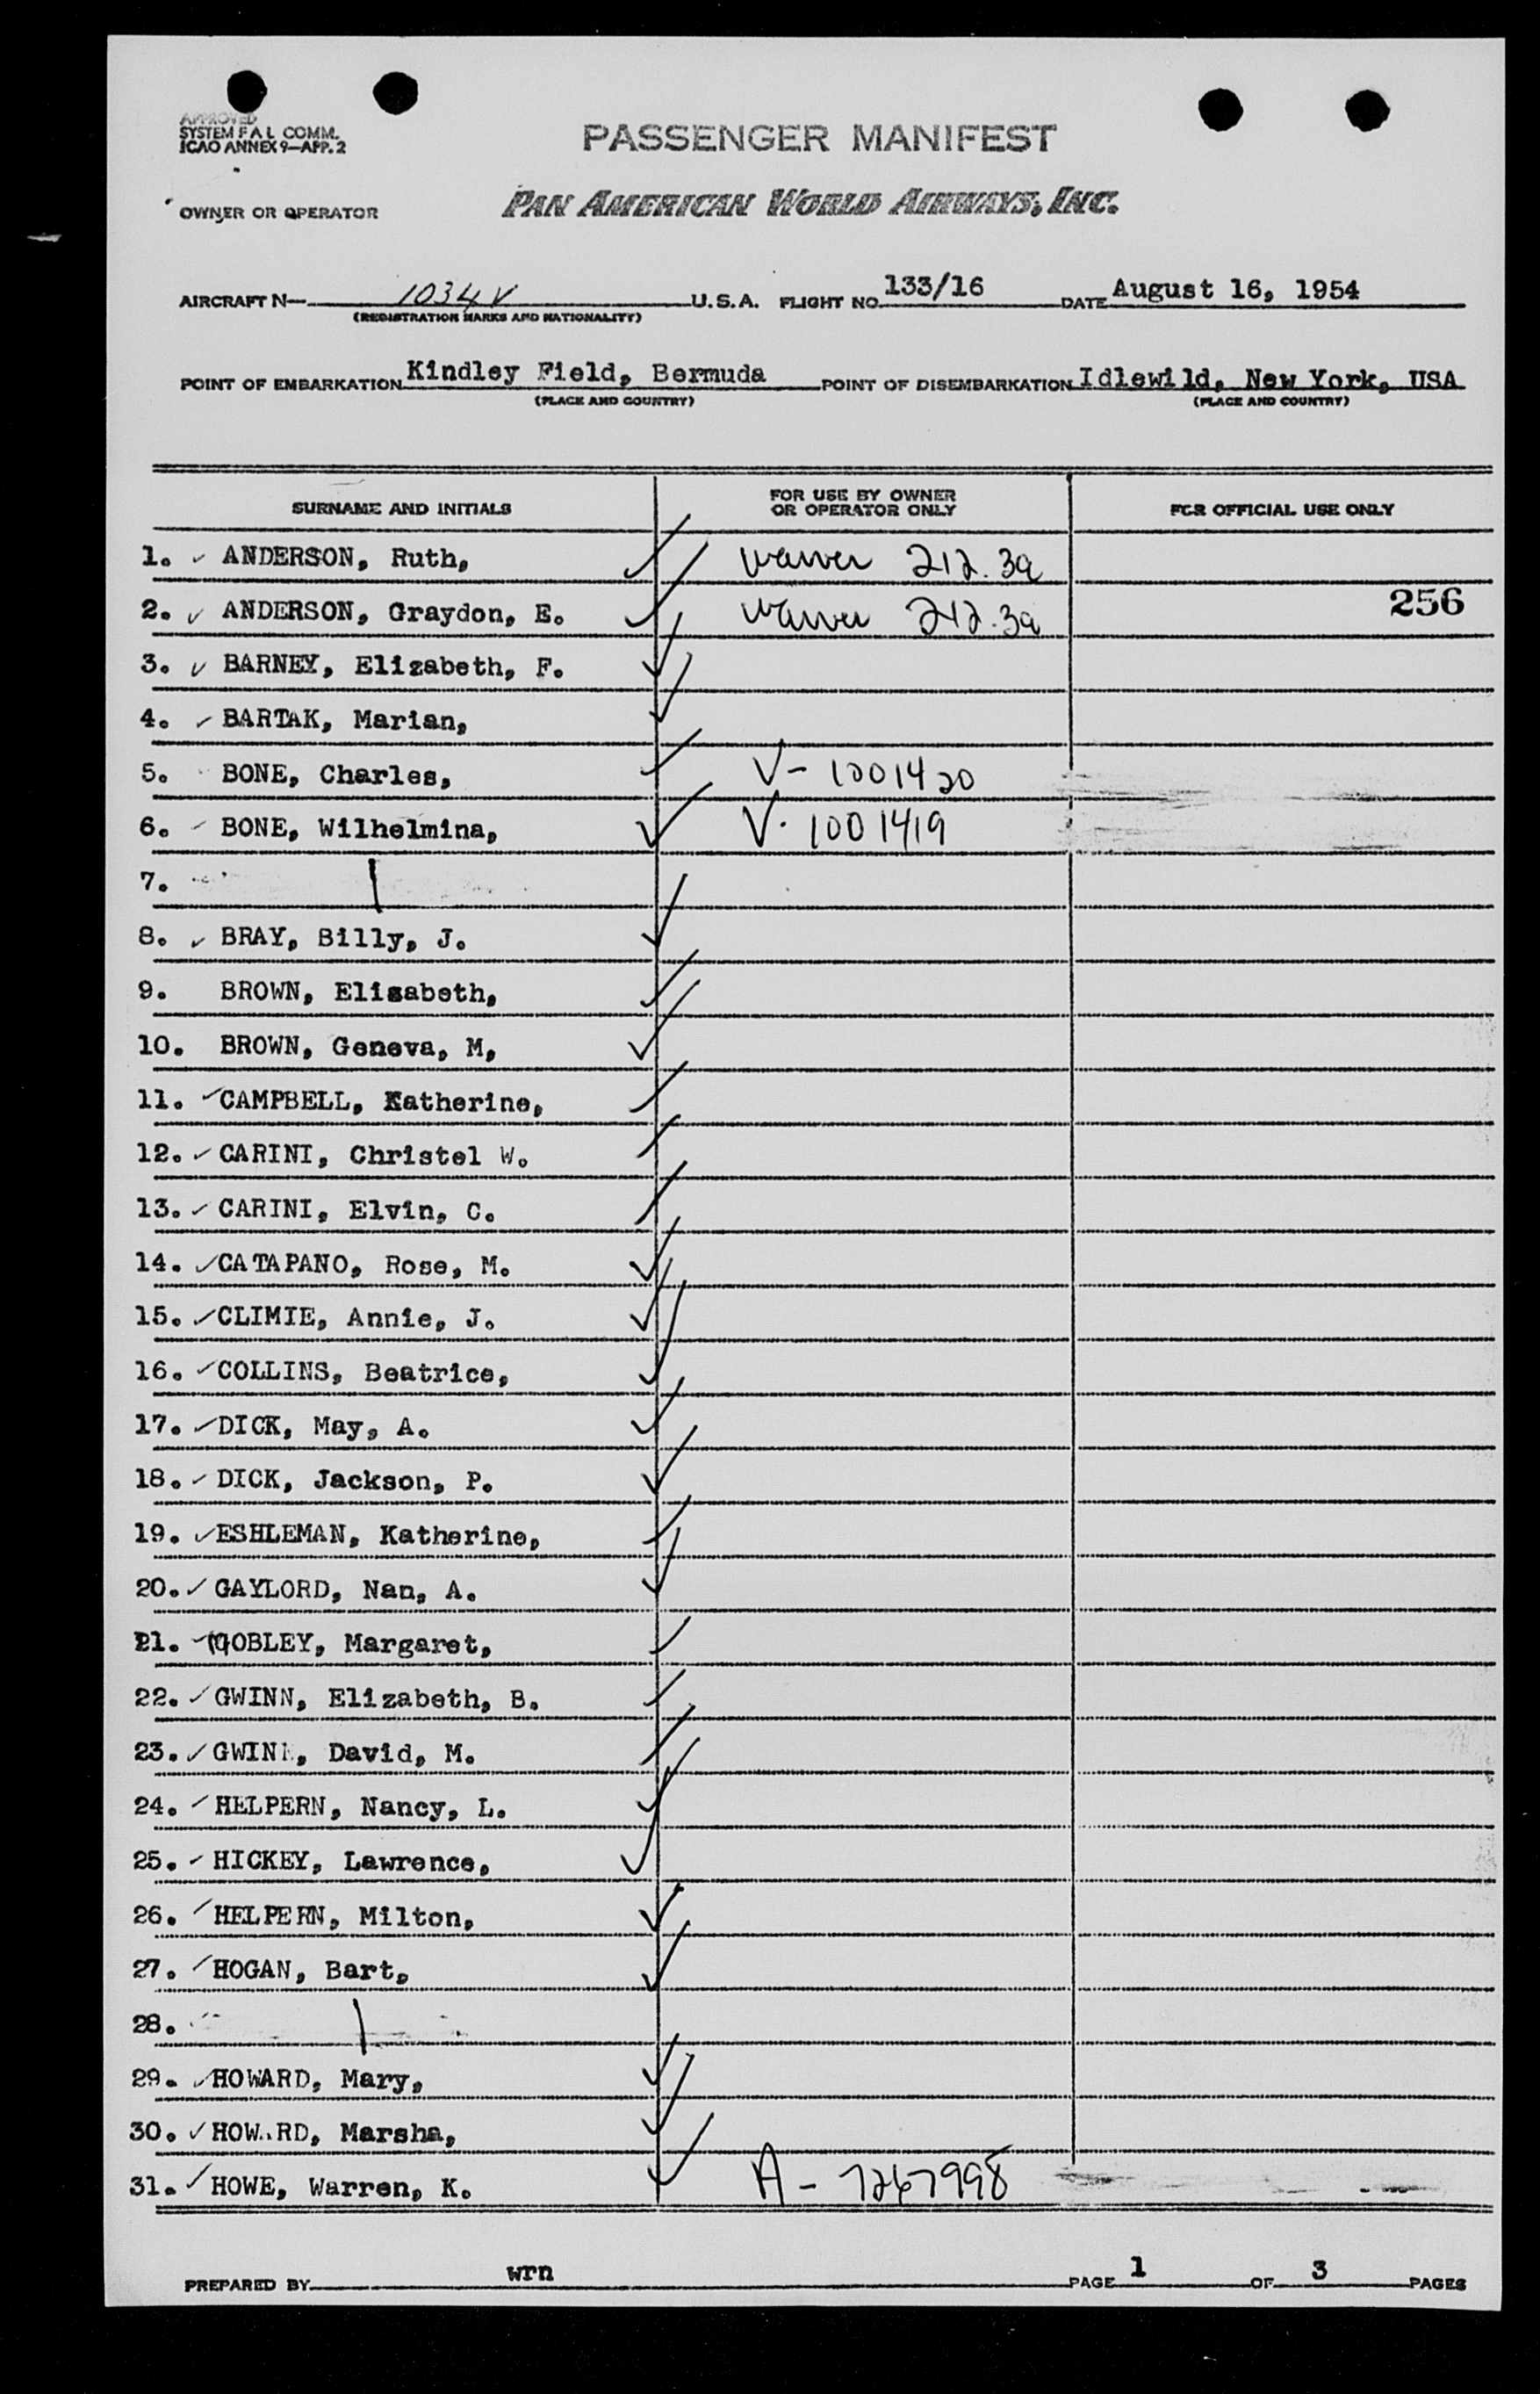 APPROVED
SYSTEM F A L COMM.
ICAO ANNEX 9—APP. 2
PASSENGER MANIFEST
OWNER OR OPERATOR PAN AMERICAN WORLD AIRWAYS, INC.
AIRCRAFT N— 1034V U.S.A. FLIGHT NO. 133/16 DATE August 16, 1954
(REGISTRATION MARKS AND NATIONALITY)
POINT OF EMBARKATION Kindley Field, Bermuda POINT OF DISEMBARKATION Idlewild, New York, USA
(PLACE AND COUNTRY) (PLACE AND COUNTRY)
SURNAME AND INITIALS FOR USE BY OWNER OR OPERATOR ONLY FOR OFFICIAL USE ONLY
1. ANDERSON, Ruth, waiver 212.3a
2. ANDERSON, Graydon, E. waiver 212.3a 256
3. BARNEY, Elizabeth, F.
4. BARTAK, Marian,
5. BONE, Charles, V- 1001420
6. BONE, Wilhelmina, V- 1001419
7.
8. BRAY, Billy, J.
9. BROWN, Elisabeth,
10. BROWN, Geneva, M,
11. CAMPBELL, Katherine,
12. CARINI, Christel W.
13. CARINI, Elvin, C.
14. CATAPANO, Rose, M.
15. CLIMIE, Annie, J.
16. COLLINS, Beatrice,
17. DICK, May, A.
18. DICK, Jackson, P.
19. ESHLEMAN, Katherine,
20. GAYLORD, Nan, A.
21. GOBLEY, Margaret,
22. GWINN, Elizabeth, B.
23. GWINN, David, M.
24. HELPERN, Nancy, L.
25. HICKEY, Lawrence,
26. HELPERN, Milton,
27. HOGAN, Bart,
28.
29. HOWARD, Mary,
30. HOWARD, Marsha,
31. HOWE, Warren, K. A- 7267998
PREPARED BY wrn PAGE 1 OF 3 PAGES